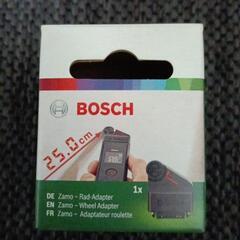 BOSCH
25.0cm
1x
DE Zamo – Rad-Adapter
EN Zamo – Wheel Adapter
FR Zamo – Adaptateur roulette